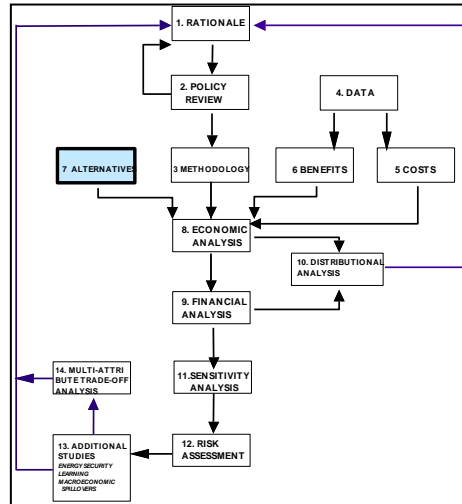 1. RATIONALE
2. POLICY
REVIEW
4. DATA
7 ALTERNATIVES
3 METHODOLOGY
6 BENEFITS
5 COSTS
8. ECONOMIC
ANALYSIS
10. DISTRIBUTIONAL
ANALYSIS
9. FINANCIAL
ANALYSIS
14. MULTI-ATTRI
BUTE TRADE-OFF
ANALYSIS
11.SENSITIVITY
ANALYSIS
13. ADDITIONAL
STUDIES
ENERGY SECURITY
LEARNING
MACROECONOMIC
SPILLOVERS
12. RISK
ASSESSMENT